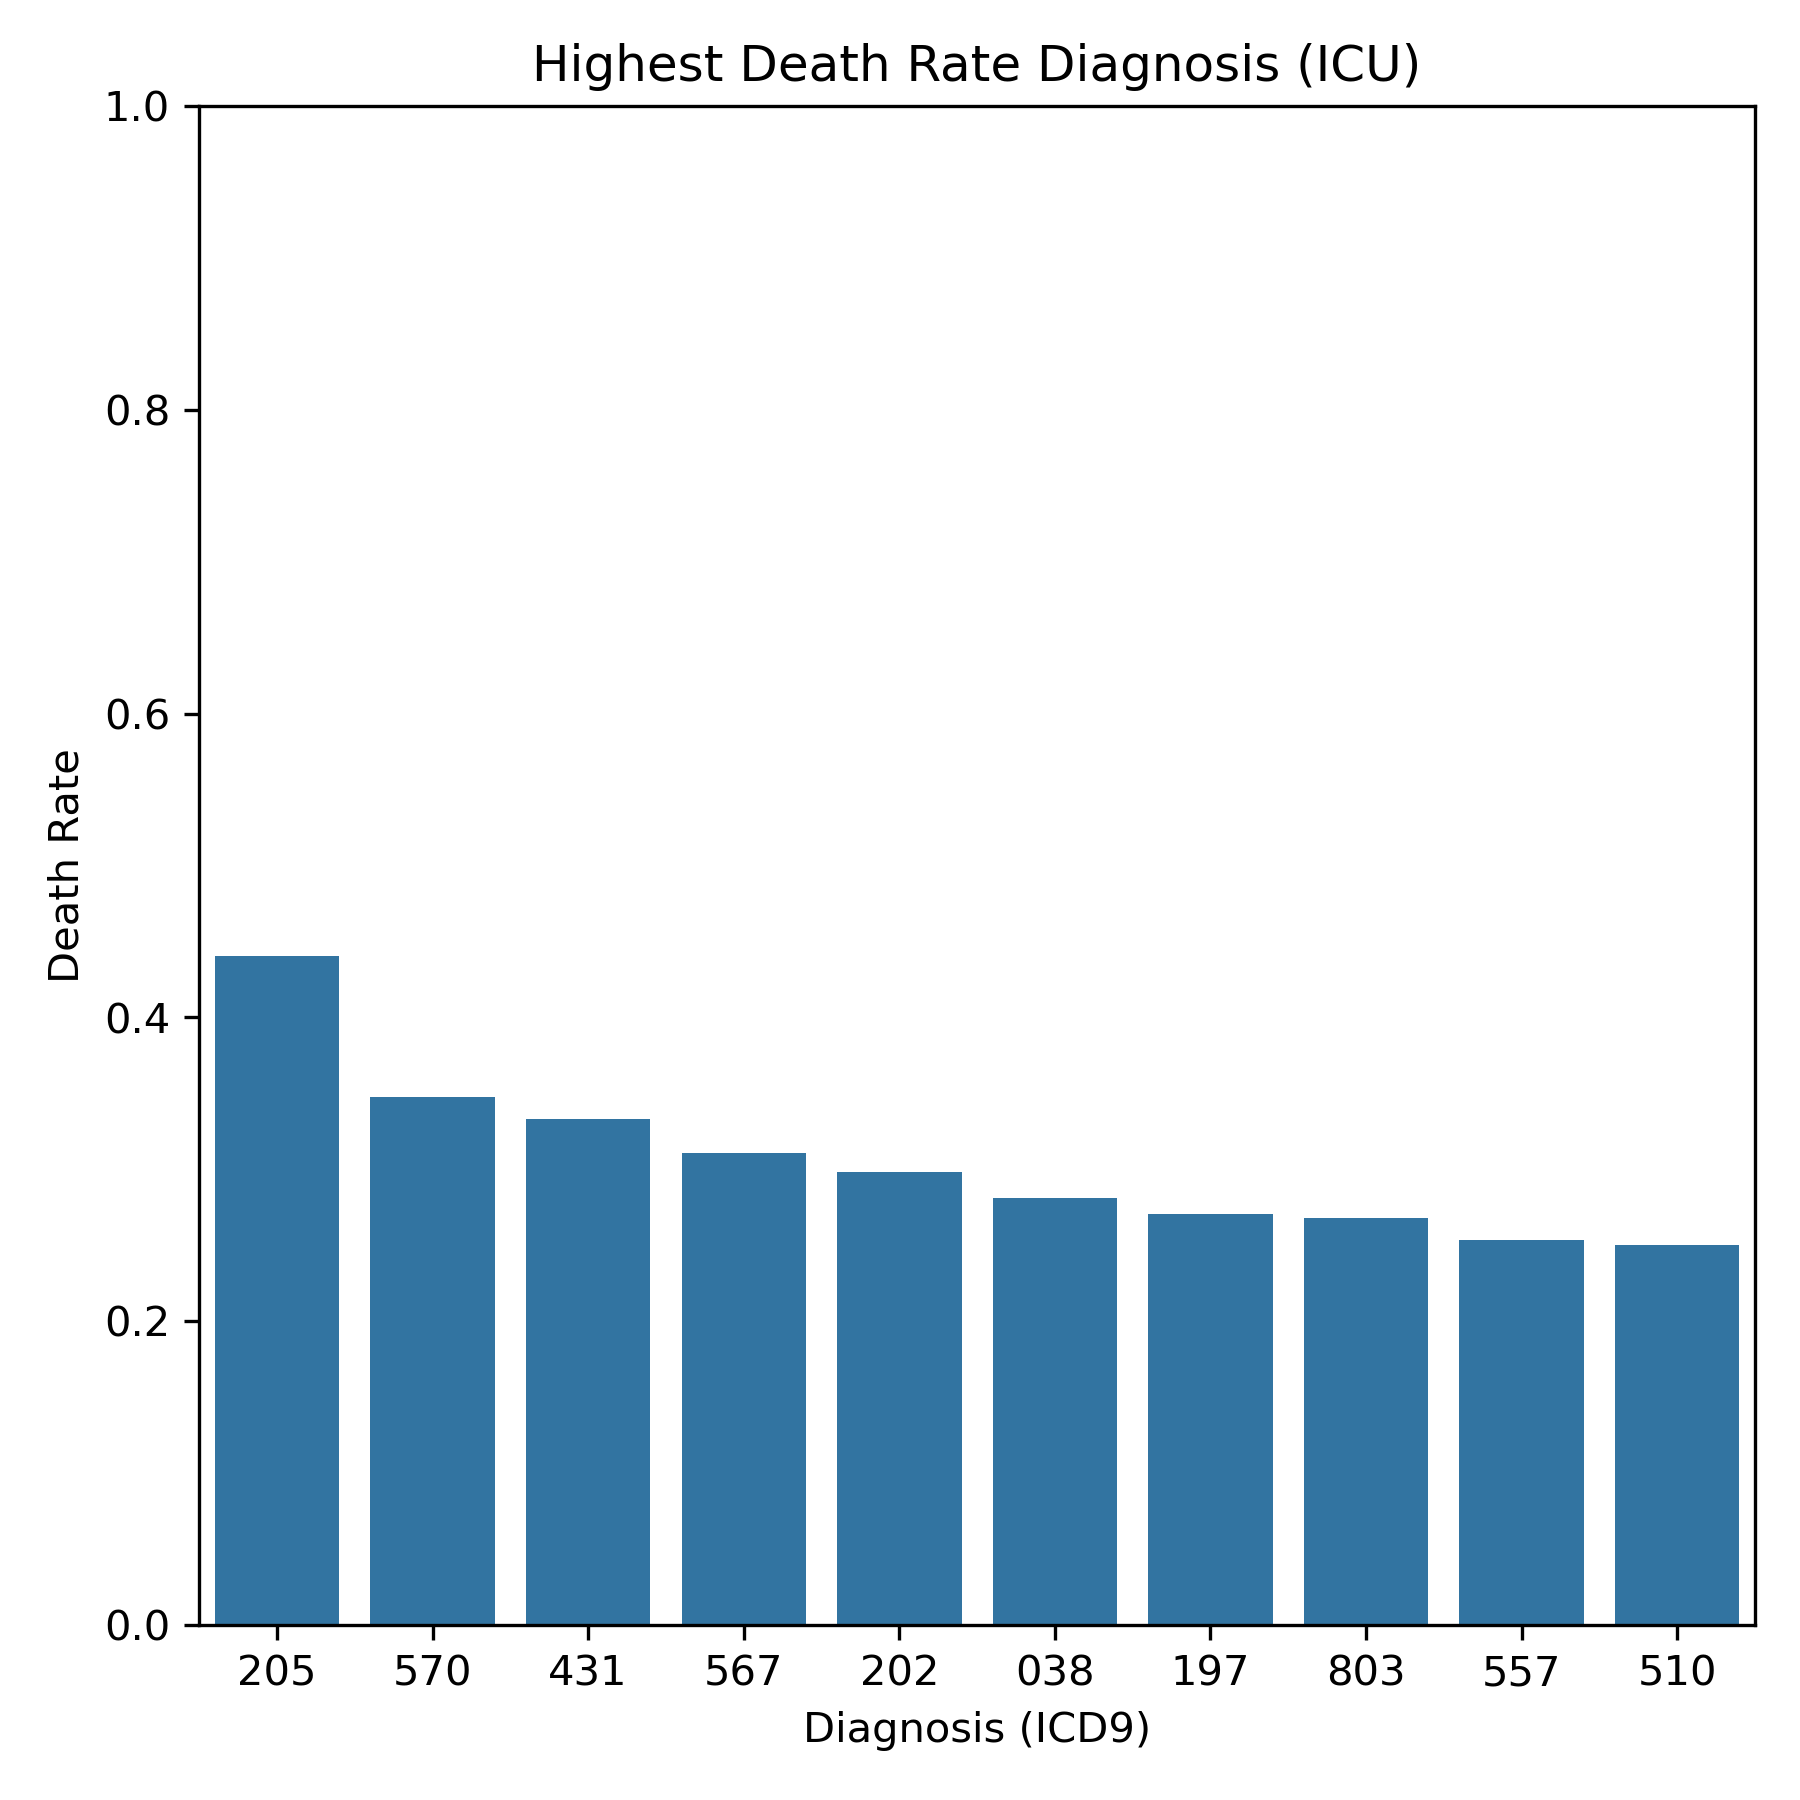 Highest Death Rate Diagnosis (ICU)
1.0
0.8
0.6
0.4
0.2
0.0
Death Rate
205 570 431 567 202 038 197 803 557 510
Diagnosis (ICD9)